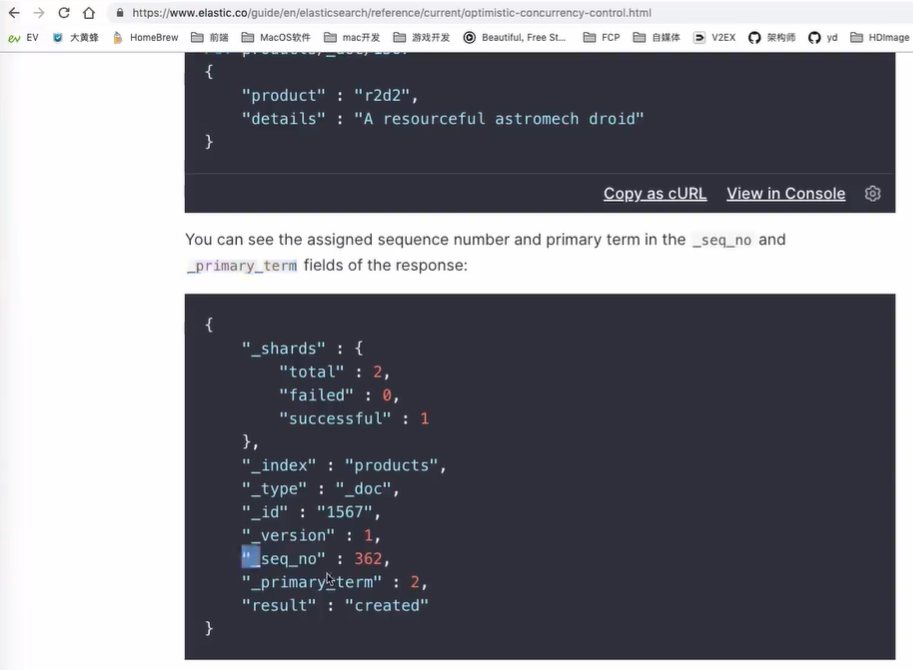 https://www.elastic.co/guide/en/elasticsearch/reference/current/optimistic-concurrency-control.html
EV 大黄蜂 HomeBrew 前端 MacOS软件 mac开发 游戏开发 Beautiful, Free St... FCP 自媒体 V2EX 架构师 yd HDImage
{
"product" : "r2d2",
"details" : "A resourceful astromech droid"
}
Copy as cURL View in Console
You can see the assigned sequence number and primary term in the _seq_no and
_primary_term fields of the response:
{
"_shards" : {
"total" : 2,
"failed" : 0,
"successful" : 1
},
"_index" : "products",
"_type" : "_doc",
"_id" : "1567",
"_version" : 1,
"_seq_no" : 362,
"_primary_term" : 2,
"result" : "created"
}